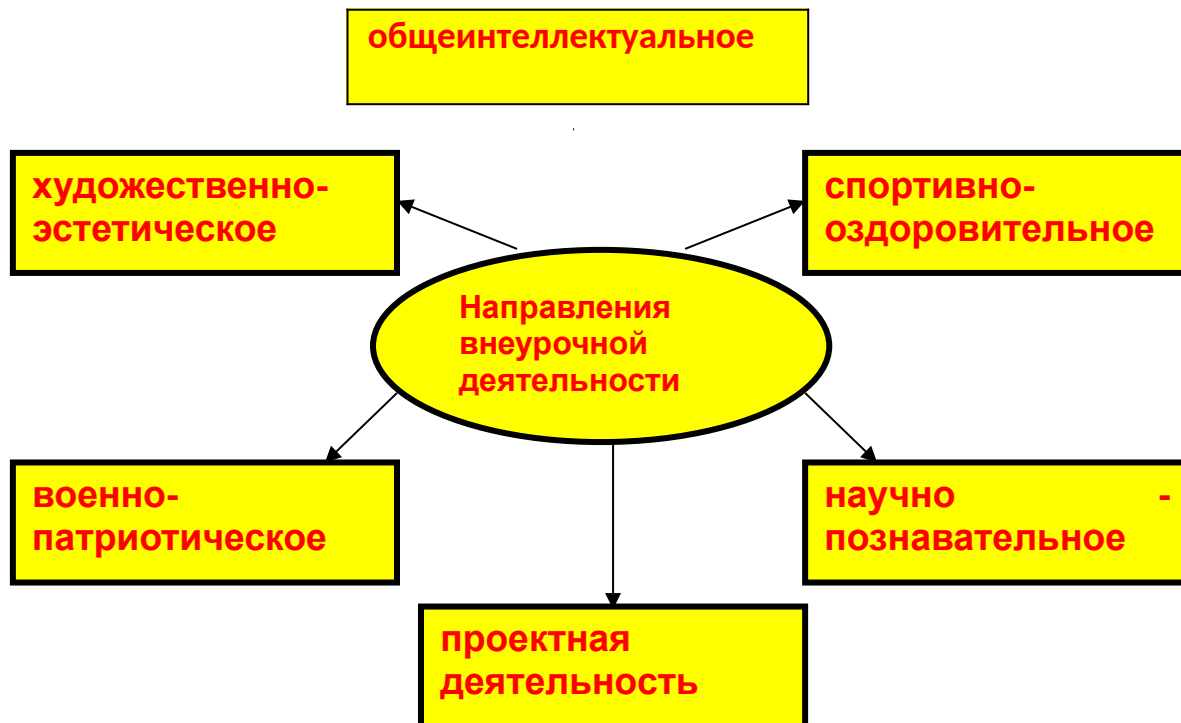 общеинтеллектуальное
художественно-
эстетическое
спортивно-
оздоровительное
Направления
внеурочной
деятельности
военно-
патриотическое
научно -
познавательное
проектная
деятельность